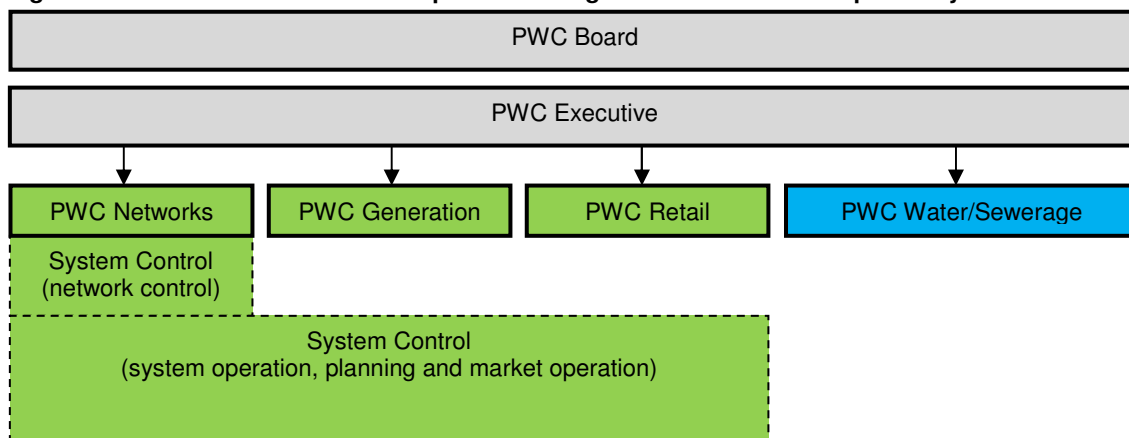 PWC Board
PWC Executive
PWC Networks
PWC Generation
PWC Retail
PWC Water/Sewerage
System Control
(network control)
System Control
(system operation, planning and market operation)